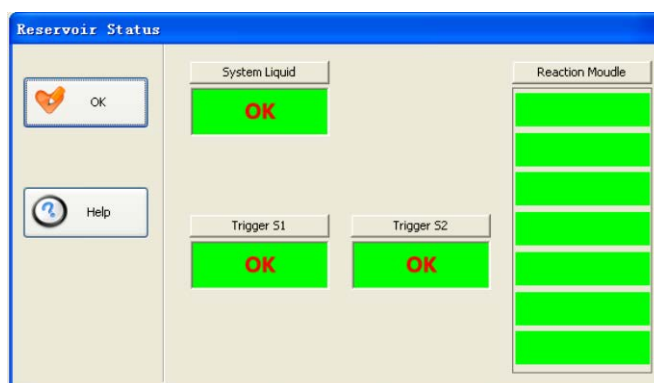 Reservoir Status
OK
Help
System Liquid
OK
Trigger S1
OK
Trigger S2
OK
Reaction Moudle